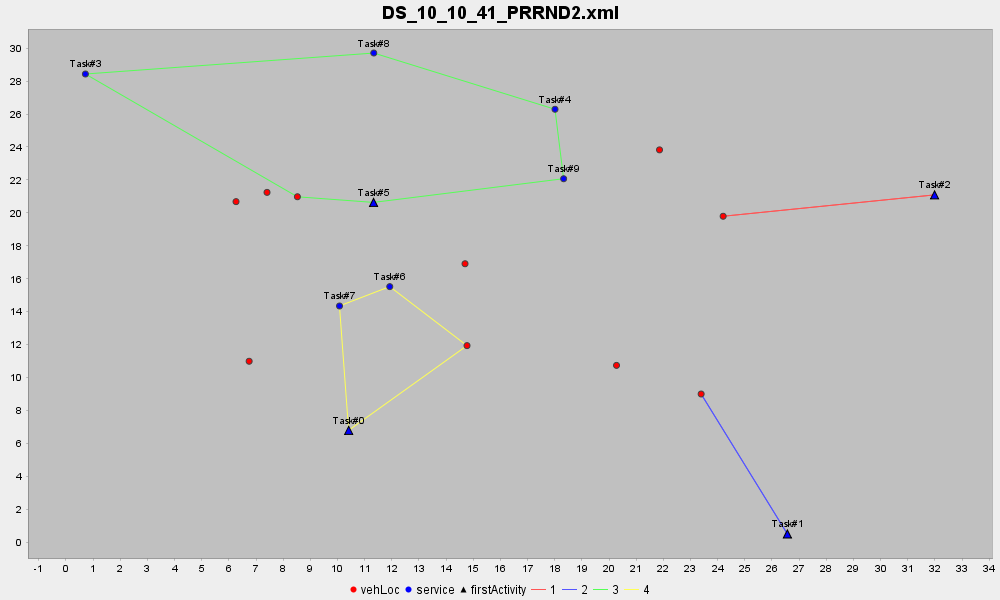 DS_10_10_41_PRRND2.xml
30
28
26
24
22
20
18
16
14
12
10
8
6
4
2
0
Task#8
Task#3
Task#4
Task#9
Task#2
Task#5
Task#6
Task#7
Task#0
Task#1
-1 0 1 2 3 4 5 6 7 8 9 10 11 12 13 14 15 16 17 18 19 20 21 22 23 24 25 26 27 28 29 30 31 32 33 34
vehLoc service firstActivity 1 2 3 4